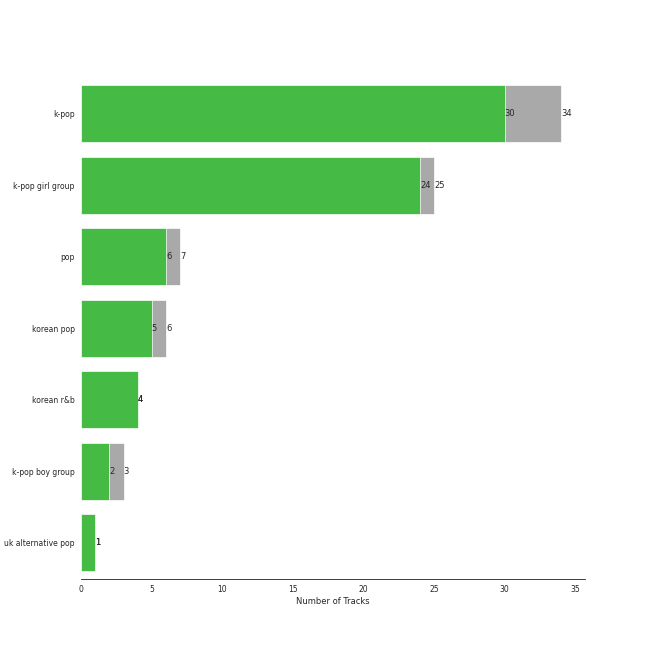 k-pop 30 34
k-pop girl group 24 25
pop 6 7
korean pop 5 6
korean r&b 4
k-pop boy group 2 3
uk alternative pop 1
0 5 10 15 20 25 30 35
Number of Tracks